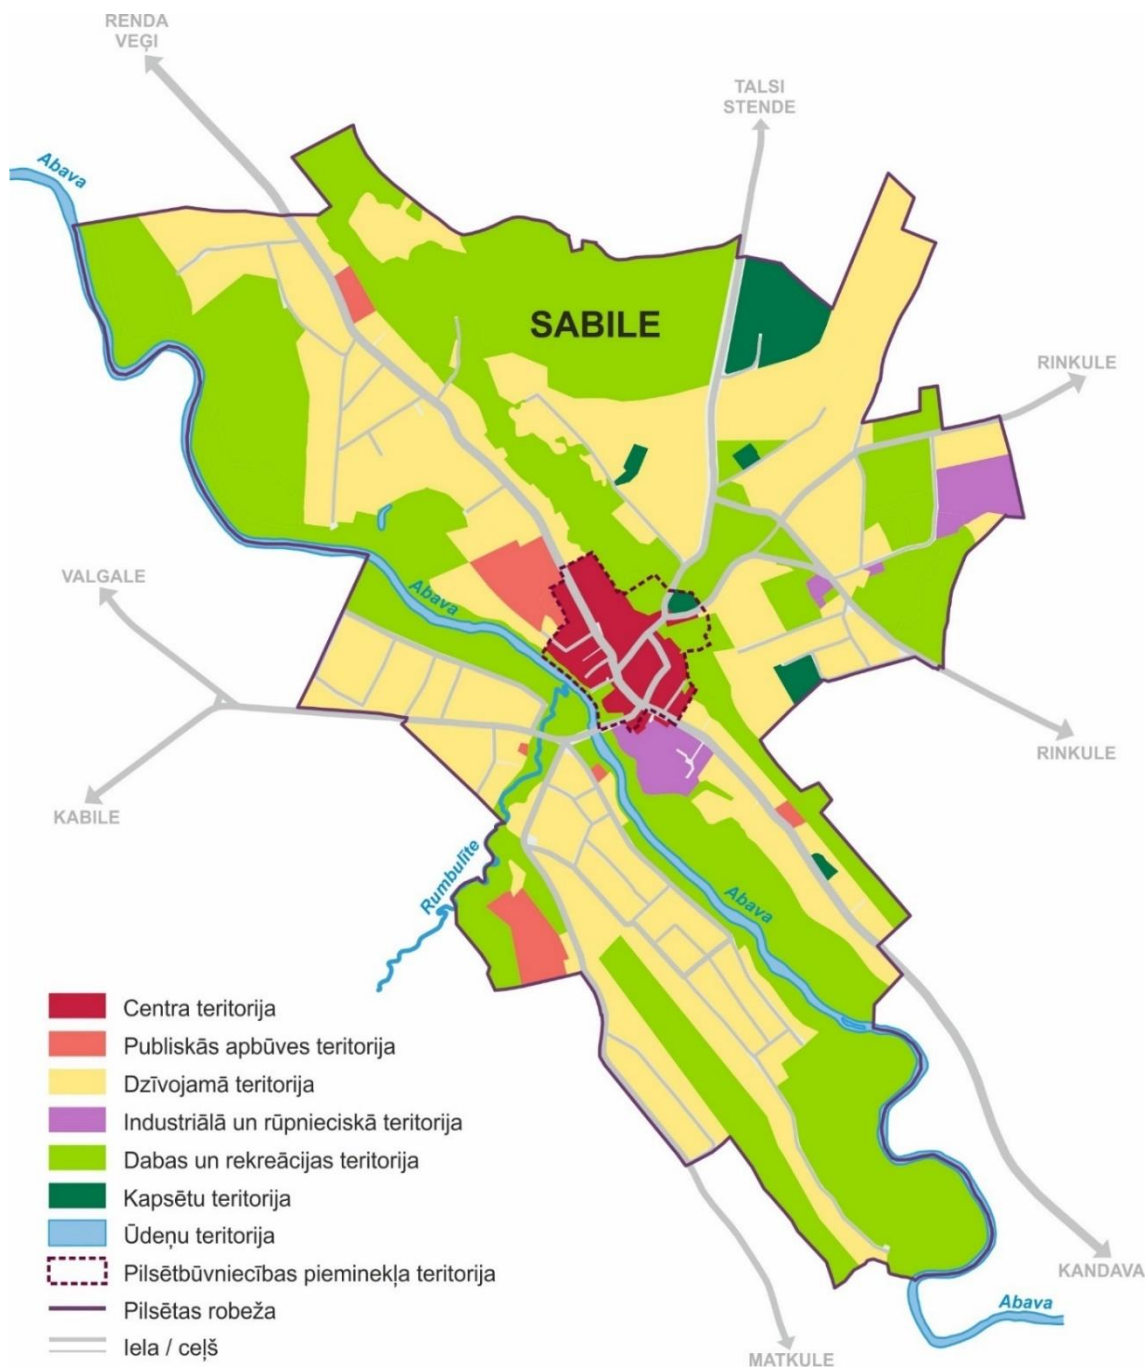 RENDA
VEĢI
TALSI
STENDE
Abava
SABILE
RINKULE
VALGALE
Abava
RINKULE
KABILE
Rumbulīte
Abava
Centra teritorija
Publiskās apbūves teritorija
Dzīvojamā teritorija
Industriālā un rūpnieciskā teritorija
Dabas un rekreācijas teritorija
Kapsētu teritorija
Ūdeņu teritorija
Pilsētbūvniecības pieminekļa teritorija
Pilsētas robeža
Iela / ceļš
KANDAVA
Abava
MATKULE